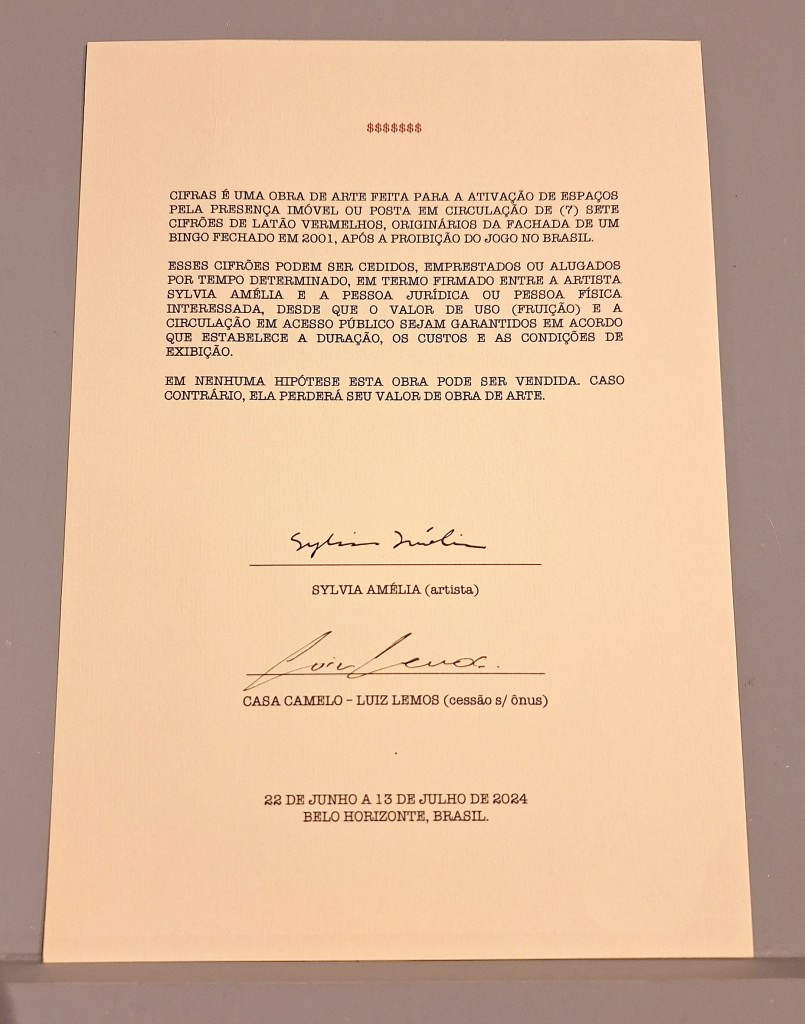 $$$$$$$
CIFRAS É UMA OBRA DE ARTE FEITA PARA A ATIVAÇÃO DE ESPAÇOS
PELA PRESENÇA IMÓVEL OU POSTA EM CIRCULAÇÃO DE (7) SETE
CIFRÕES DE LATÃO VERMELHOS, ORIGINÁRIOS DA FACHADA DE UM
BINGO FECHADO EM 2001, APÓS A PROIBIÇÃO DO JOGO NO BRASIL.
ESSES CIFRÕES PODEM SER CEDIDOS, EMPRESTADOS OU ALUGADOS
POR TEMPO DETERMINADO, EM TERMO FIRMADO ENTRE A ARTISTA
SYLVIA AMÉLIA E A PESSOA JURÍDICA OU PESSOA FÍSICA
INTERESSADA, DESDE QUE O VALOR DE USO (FRUIÇÃO) E A
CIRCULAÇÃO EM ACESSO PÚBLICO SEJAM GARANTIDOS EM ACORDO
QUE ESTABELECE A DURAÇÃO, OS CUSTOS E AS CONDIÇÕES DE
EXIBIÇÃO.
EM NENHUMA HIPÓTESE ESTA OBRA PODE SER VENDIDA. CASO
CONTRÁRIO, ELA PERDERÁ SEU VALOR DE OBRA DE ARTE.
Sylvia Amélia
SYLVIA AMÉLIA (artista)
Luiz Lemos
CASA CAMELO – LUIZ LEMOS (cessão s/ ônus)
22 DE JUNHO A 13 DE JULHO DE 2024
BELO HORIZONTE, BRASIL.